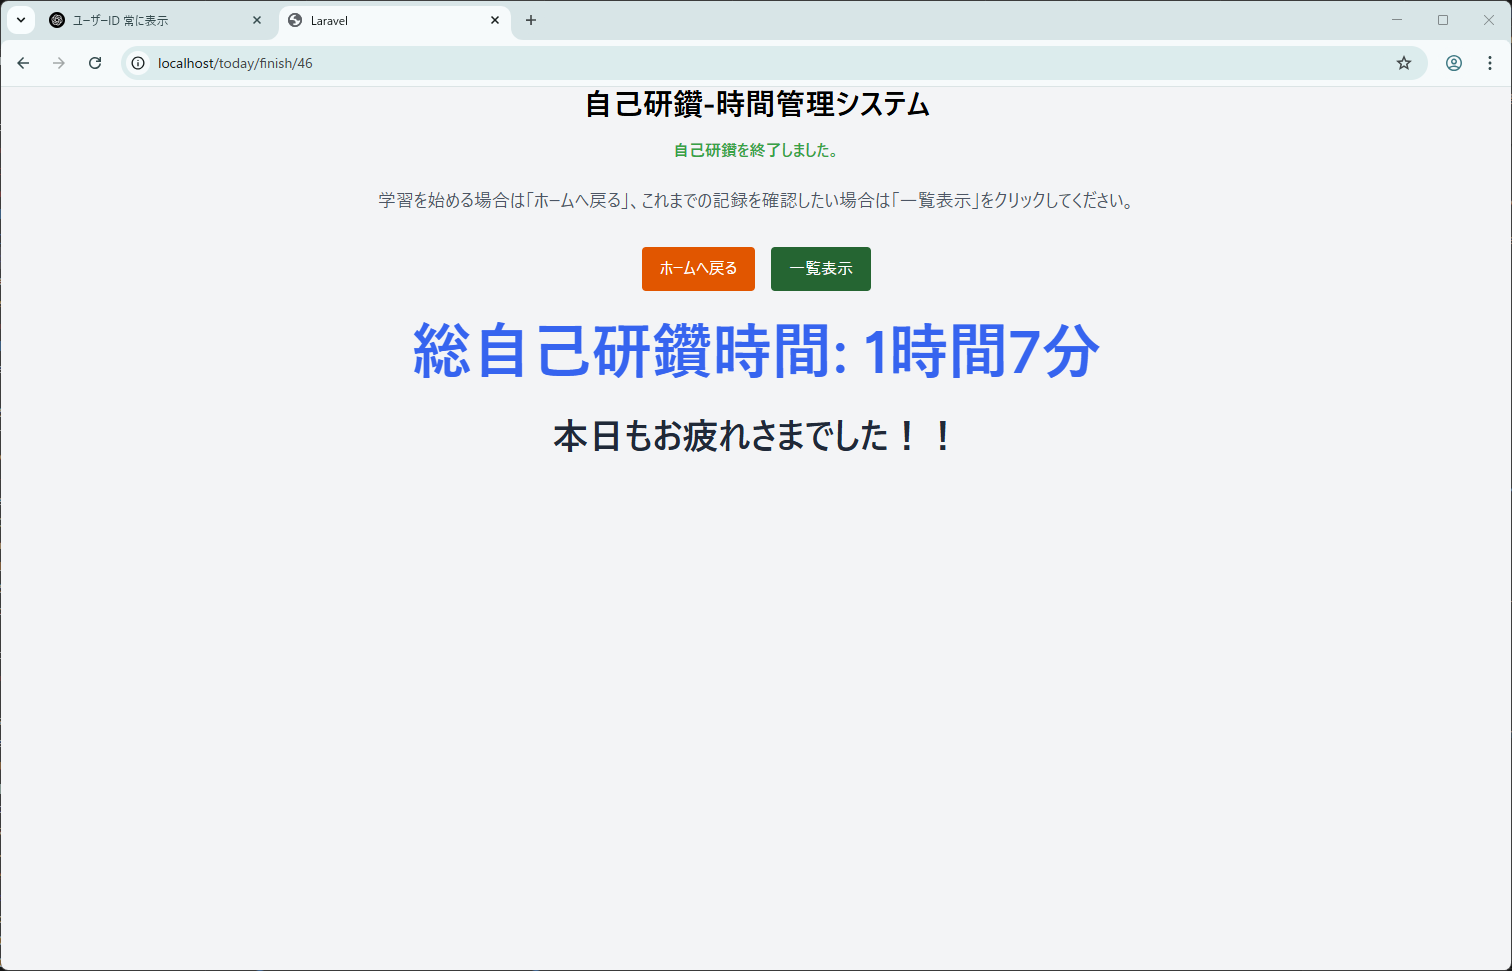 ユーザーID 常に表示
Laravel
localhost/today/finish/46
自己研鑽-時間管理システム
自己研鑽を終了しました。
学習を始める場合は「ホームへ戻る」、これまでの記録を確認したい場合は「一覧表示」をクリックしてください。
ホームへ戻る 一覧表示
総自己研鑽時間: 1時間7分
本日もお疲れさまでした！！